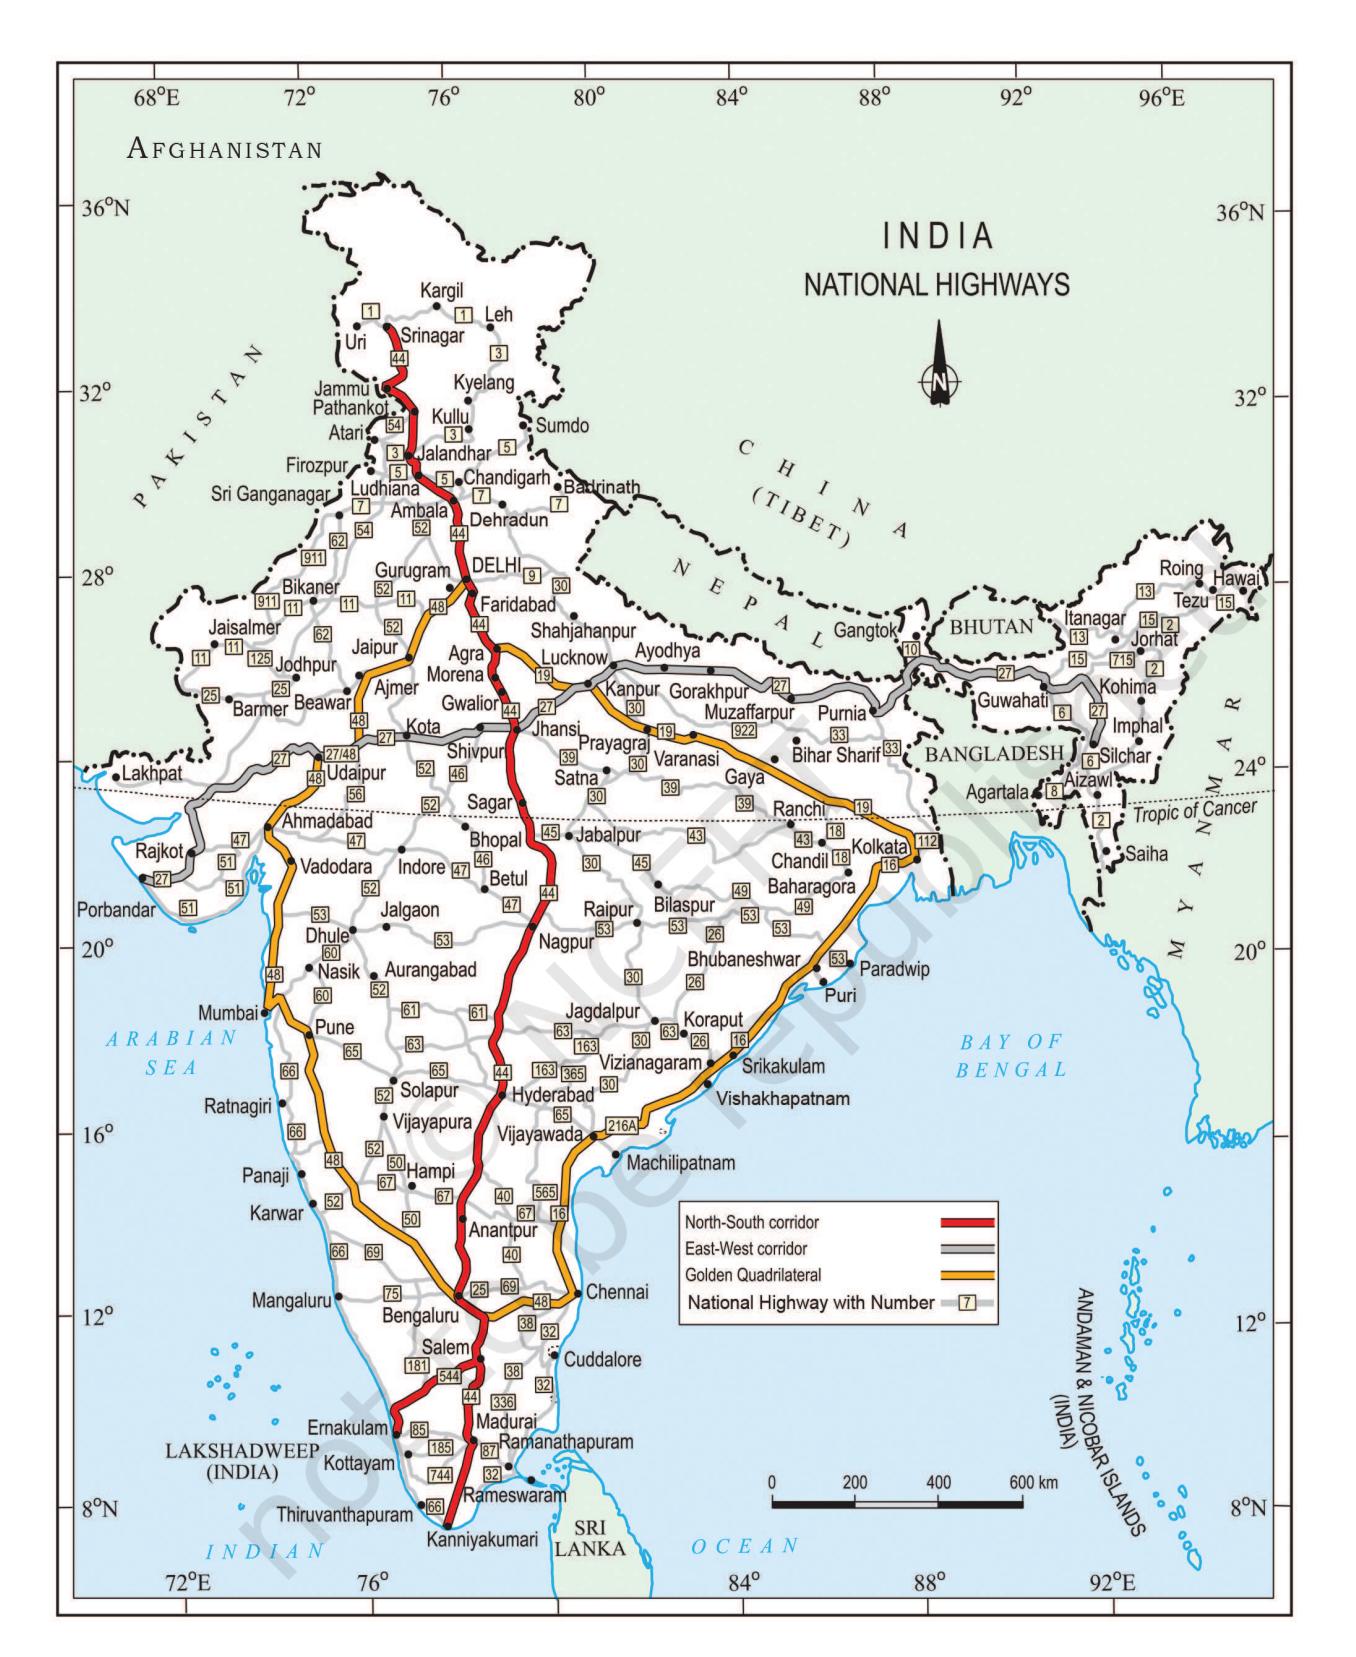 68°E 72° 76° 80° 84° 88° 92° 96°E
AFGHANISTAN
36°N 36°N
INDIA
NATIONAL HIGHWAYS
N
Kargil
1 1 Leh
Uri Srinagar
44 3
PAKISTAN
32° 32°
Jammu Kyelang
Pathankot Kullu
54 3 Sumdo
Atari
3 Jalandhar 5
Firozpur 5 5 Chandigarh
Sri Ganganagar Ludhiana 7 Badrinath
7 Ambala 7
62 54 52 44 Dehradun
911
CHINA
(TIBET)
NEPAL
28° Gurugram DELHI 9 30
Bikaner 52 11
911 11 11 48 Faridabad
62 52 44 Shahjahanpur
Jaisalmer
11 11 125 Jaipur Agra Lucknow Ayodhya
Jodhpur Morena 19
25 25 Ajmer Gwalior Kanpur Gorakhpur 27
Barmer Beawar 44 27 30 Muzaffarpur Purnia
48 Kota Jhansi 19 922 33
27 Shivpuri Prayagraj Bihar Sharif 33
27 27/48 39 30 Varanasi
Lakhpat 48 Udaipur 52 46 Satna Gaya
56 30 39 39
52 Sagar Ranchi 19
Gangtok 10 BHUTAN
Roing Hawai
13 Tezu 15
Itanagar 15 2
13 Jorhat
27 15 715 2
Guwahati Kohima
6 27 Imphal
BANGLADESH Silchar
6 24°
Agartala 8 Aizawl
Tropic of Cancer
2
Saiha
MYANMAR
Ahmadabad
Rajkot 47 47 Bhopal 45 Jabalpur 43 43 18 112
51 Vadodara Indore 46 30 45 Chandil 18 Kolkata
27 51 47 Betul Baharagora 16
Porbandar 51 52 44 Bilaspur 49
53 Jalgaon 47 Raipur 53 49
Dhule 53 Nagpur 53 53 26 53
20° 60 20°
Nasik Aurangabad Bhubaneshwar 53 Paradwip
48 60 52 30 26 Puri
Mumbai 61 61 Jagdalpur Koraput
Pune 63 63 63
65 163 30 26 16
ARABIAN
SEA
BAY OF
BENGAL
66 65 44 163 365 Vizianagaram Srikakulam
Solapur 30
52 Hyderabad Vishakhapatnam
Ratnagiri Vijayapura 65
16° 66 Vijayawada 216A 16°
48 52 50 Machilipatnam
Panaji 67 Hampi
52 67 40 565
Karwar 50 67 16
Anantpur
66 69 40
North-South corridor
East-West corridor
Golden Quadrilateral
National Highway with Number 7
Mangaluru 75 25 69 Chennai
12° Bengaluru 48 12°
38 32
Salem Cuddalore
181 544 38 32
44 336
Ernakulam 85 Madurai
185 87 Ramanathapuram
Kottayam 744 32
Rameswaram
Thiruvanthapuram 66
8°N Kanniyakumari 8°N
LAKSHADWEEP
(INDIA)
SRI
LANKA
ANDAMAN & NICOBAR ISLANDS
(INDIA)
0 200 400 600 km
INDIAN OCEAN
72°E 76° 84° 88° 92°E
© NCERT
not to be republished